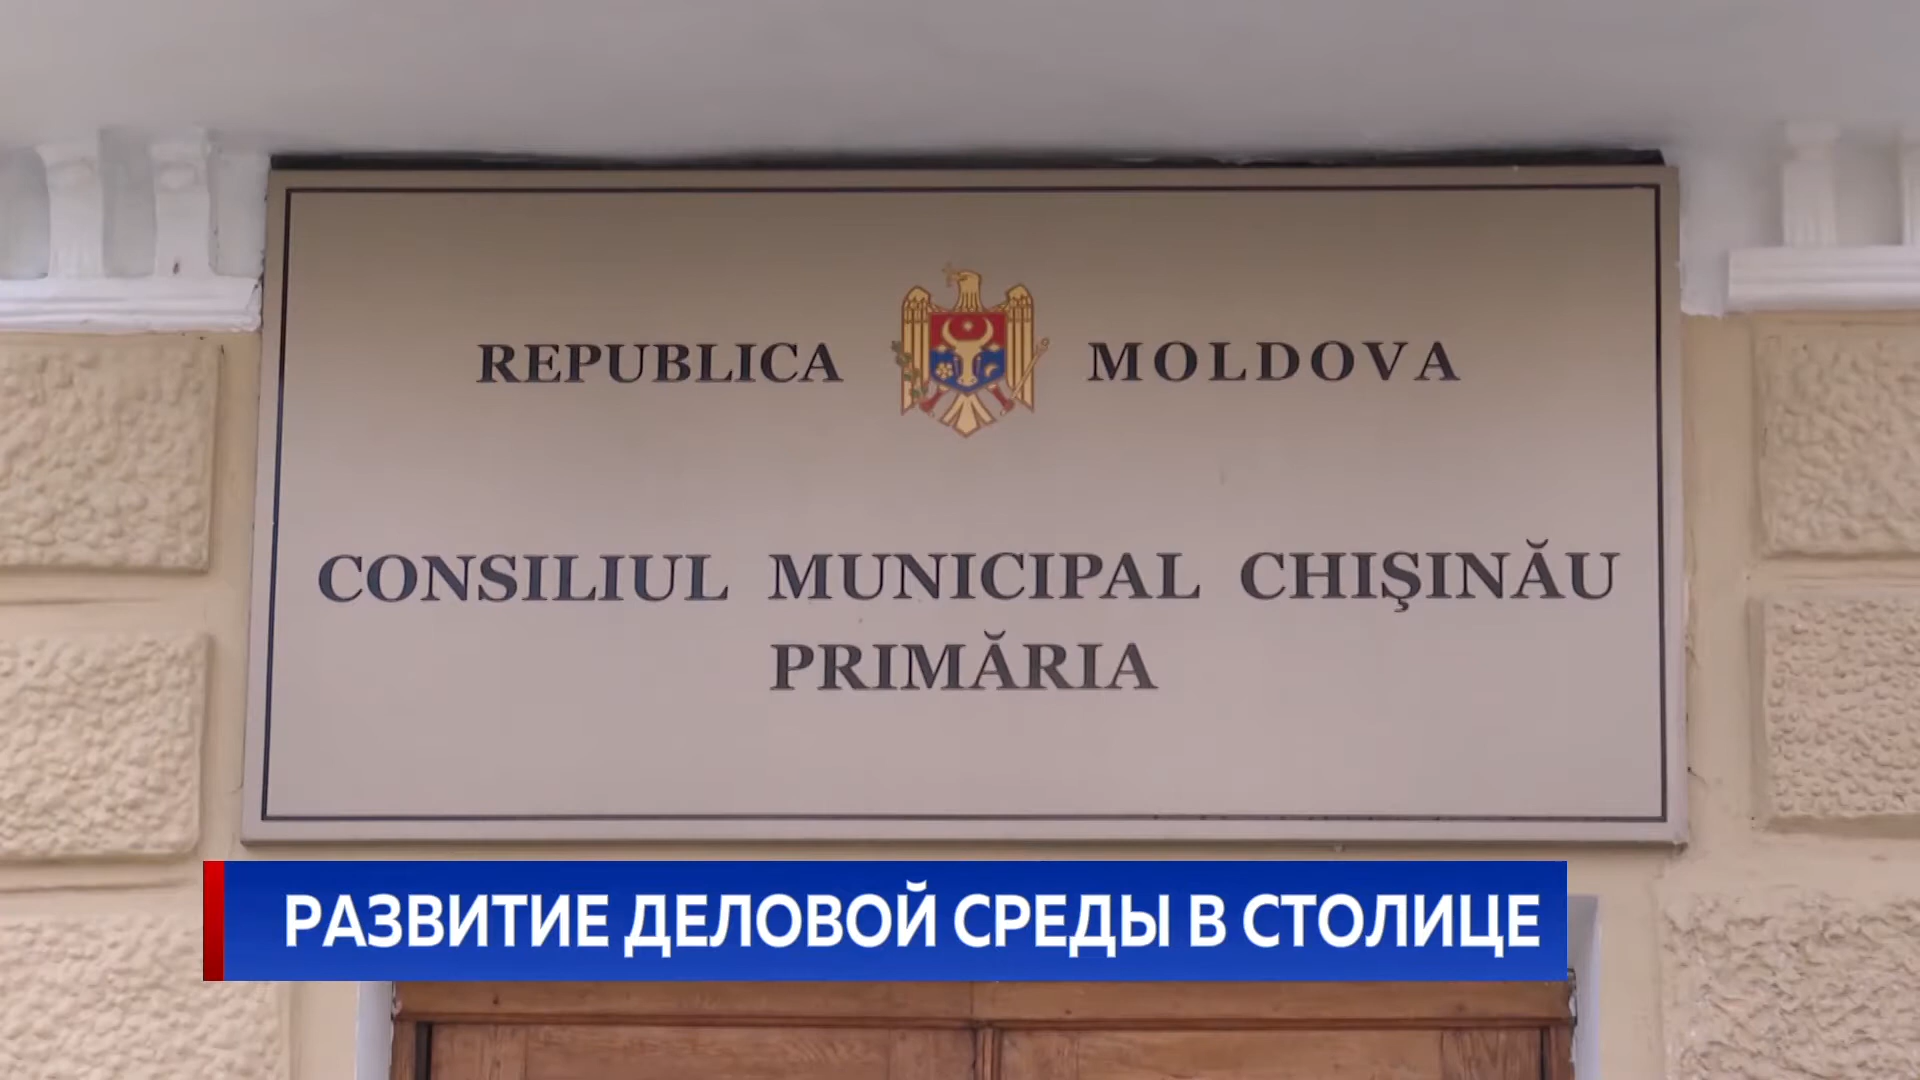 REPUBLICA MOLDOVA
CONSILIUL MUNICIPAL CHIŞINĂU
PRIMĂRIA
РАЗВИТИЕ ДЕЛОВОЙ СРЕДЫ В СТОЛИЦЕ